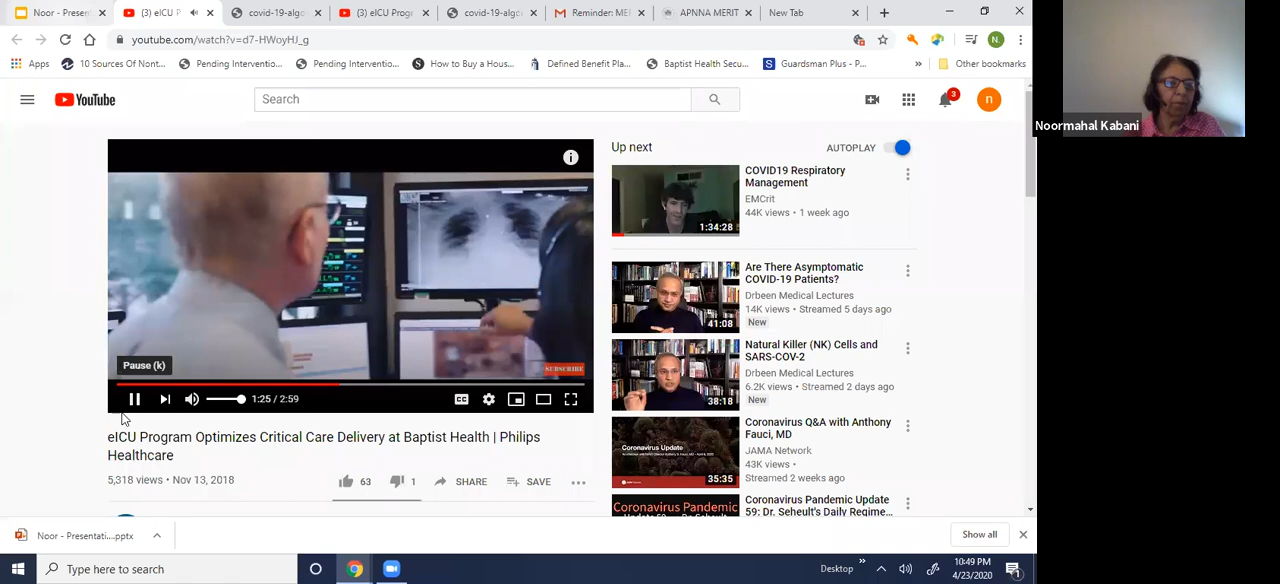 Noor - Presen
(3) eICU P
covid-19-algo
(3) eICU Prog
covid-19-algo
Reminder: ME
APNNA MERIT
New Tab
youtube.com/watch?v=d7-HWoyHJ_g
N
Apps
10 Sources Of Nont...
Pending Interventio...
Pending Interventio...
How to Buy a Hous...
Defined Benefit Pla...
Baptist Health Secu...
Guardsman Plus - P...
»
Other bookmarks
YouTube
Search
3
n
Noormahal Kabani
Up next
AUTOPLAY
Pause (k)
SUBSCRIBE
1:25 / 2:59
CC
eICU Program Optimizes Critical Care Delivery at Baptist Health | Philips
Healthcare
5,318 views • Nov 13, 2018
63
1
SHARE
SAVE
COVID19 Respiratory
Management
EMCrit
44K views • 1 week ago
1:34:28
Are There Asymptomatic
COVID-19 Patients?
Drbeen Medical Lectures
14K views • Streamed 5 days ago
New
41:08
Natural Killer (NK) Cells and
SARS-COV-2
Drbeen Medical Lectures
6.2K views • Streamed 2 days ago
New
38:18
Coronavirus Q&A with Anthony
Fauci, MD
JAMA Network
43K views •
Streamed 2 weeks ago
Coronavirus Update
35:35
Coronavirus Pandemic Update
59: Dr. Seheult's Daily Regime...
Coronavirus Pandemic
Noor - Presentati....pptx
Show all
Type here to search
Desktop
»
10:49 PM
4/23/2020
1